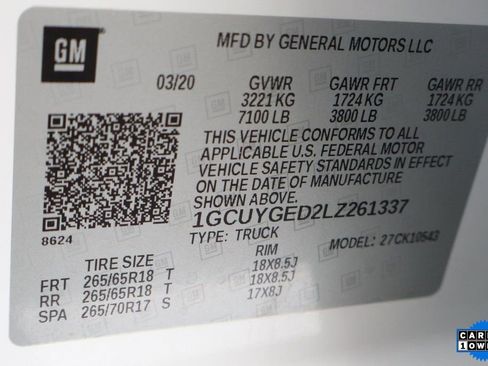 GM
MFD BY GENERAL MOTORS LLC
03/20 GVWR GAWR FRT GAWR RR
3221 KG 1724 KG 1724 KG
7100 LB 3800 LB 3800 LB
THIS VEHICLE CONFORMS TO ALL
APPLICABLE U.S. FEDERAL MOTOR
VEHICLE SAFETY STANDARDS IN EFFECT
ON THE DATE OF MANUFACTURE
SHOWN ABOVE.
1GCUYGED2LZ261337
8624
TYPE: TRUCK MODEL: 27CK10543
TIRE SIZE RIM
FRT 265/65R18 T 18X8.5J
RR 265/65R18 T 18X8.5J
SPA 265/70R17 S 17X8J
CARF
1 OWN